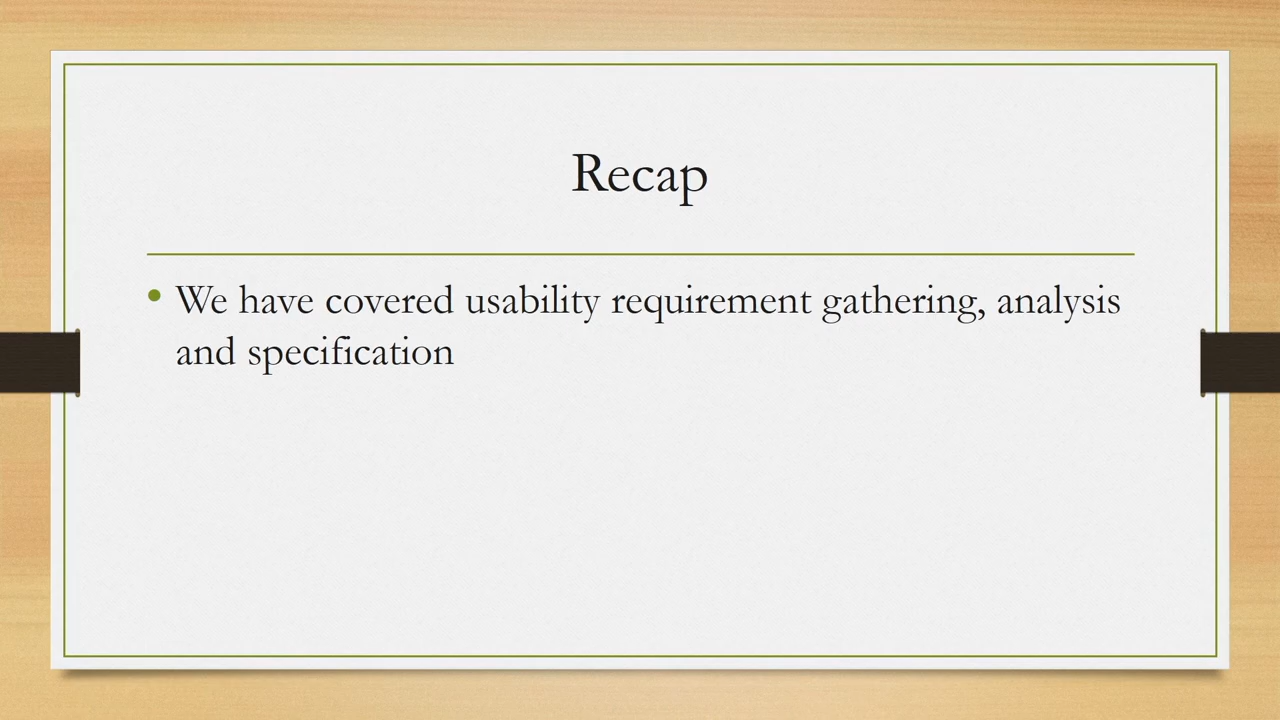 Recap
• We have covered usability requirement gathering, analysis
and specification